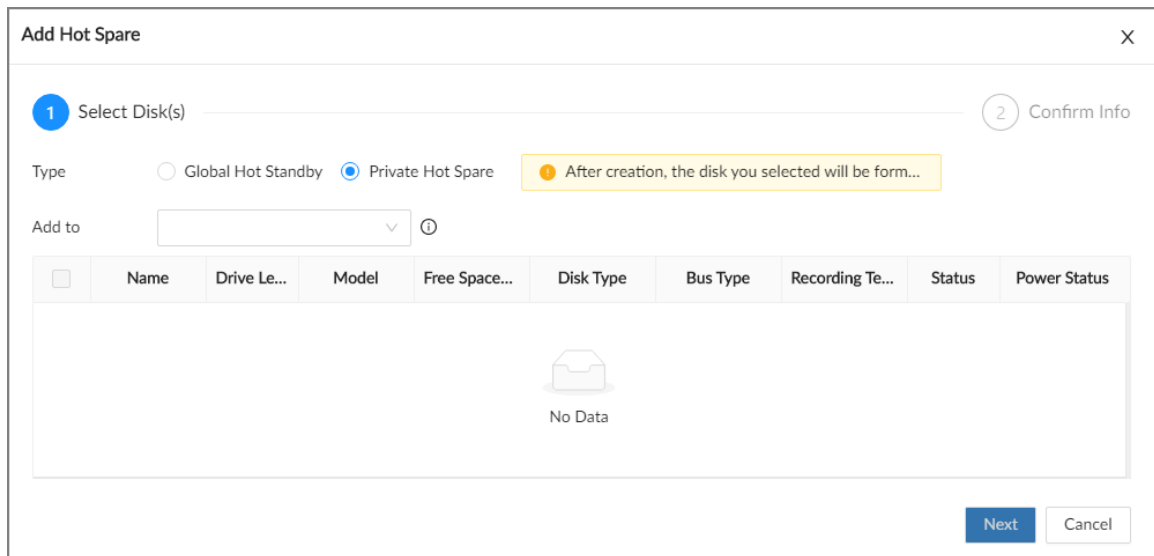 Add Hot Spare X
1 Select Disk(s) 2 Confirm Info
Type Global Hot Standby Private Hot Spare After creation, the disk you selected will be form...
Add to
Name Drive Le... Model Free Space... Disk Type Bus Type Recording Te... Status Power Status
No Data
Next Cancel